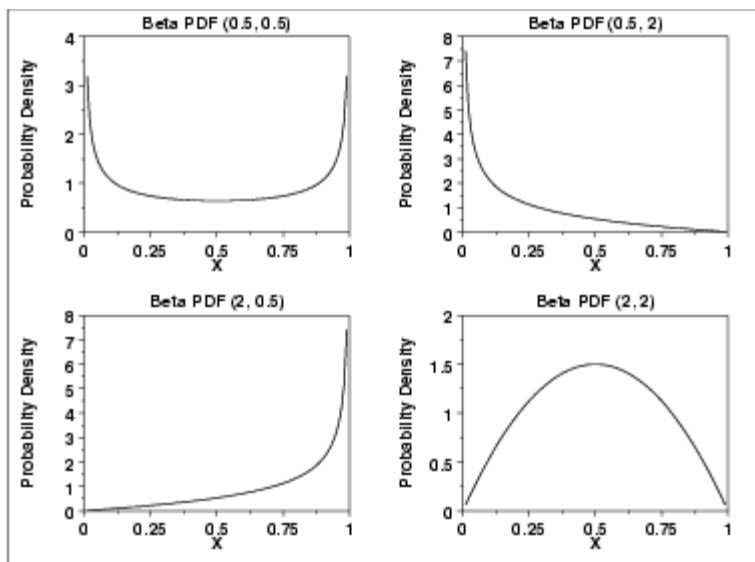 Beta PDF (0.5, 0.5)
Probability Density
4
3
2
1
0
0 0.25 0.5 0.75 1
X
Beta PDF (0.5, 2)
Probability Density
8
7
6
5
4
3
2
1
0
0 0.25 0.5 0.75 1
X
Beta PDF (2, 0.5)
Probability Density
8
7
6
5
4
3
2
1
0
0 0.25 0.5 0.75 1
X
Beta PDF (2, 2)
Probability Density
2
1.5
1
0.5
0
0 0.25 0.5 0.75 1
X